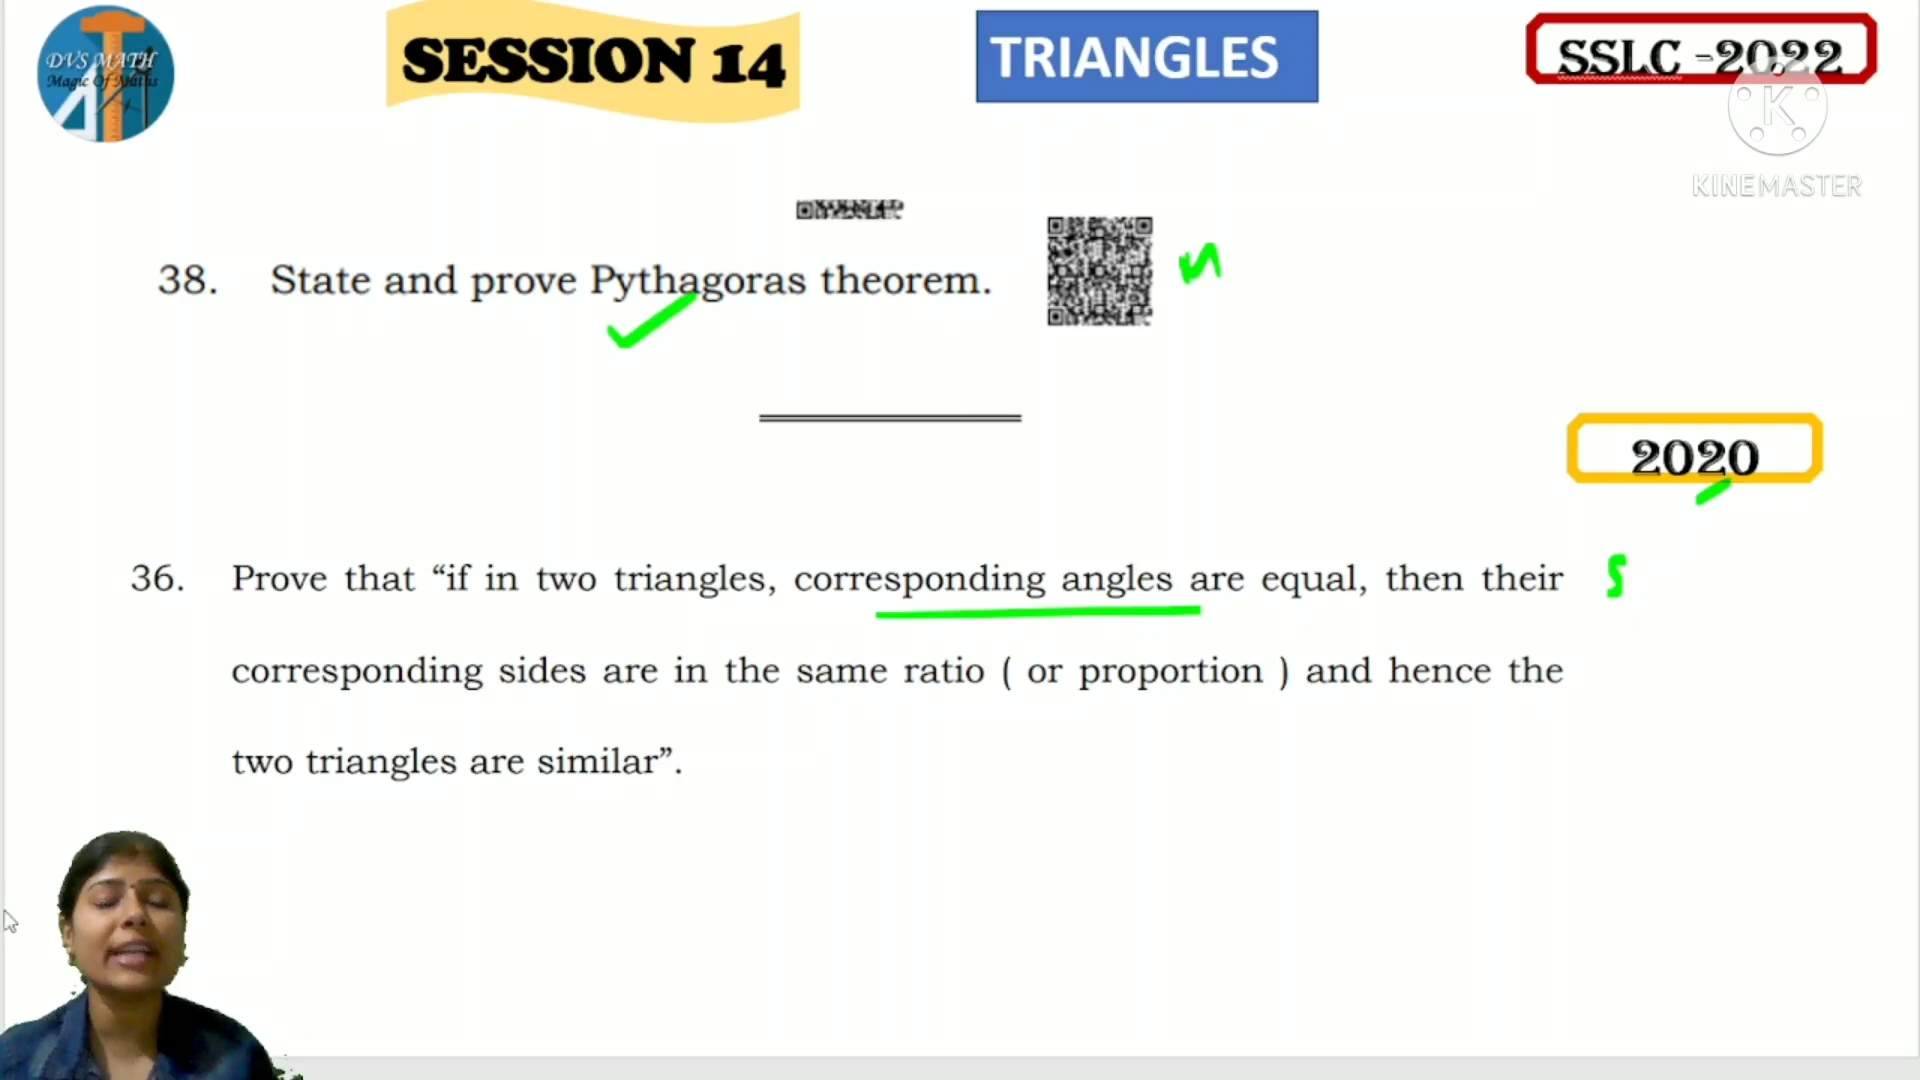 DVS MATH
Magic Of Maths
SESSION 14
TRIANGLES
SSLC -2022
K
KINEMASTER
38. State and prove Pythagoras theorem.
2020
36. Prove that “if in two triangles, corresponding angles are equal, then their
corresponding sides are in the same ratio ( or proportion ) and hence the
two triangles are similar”.